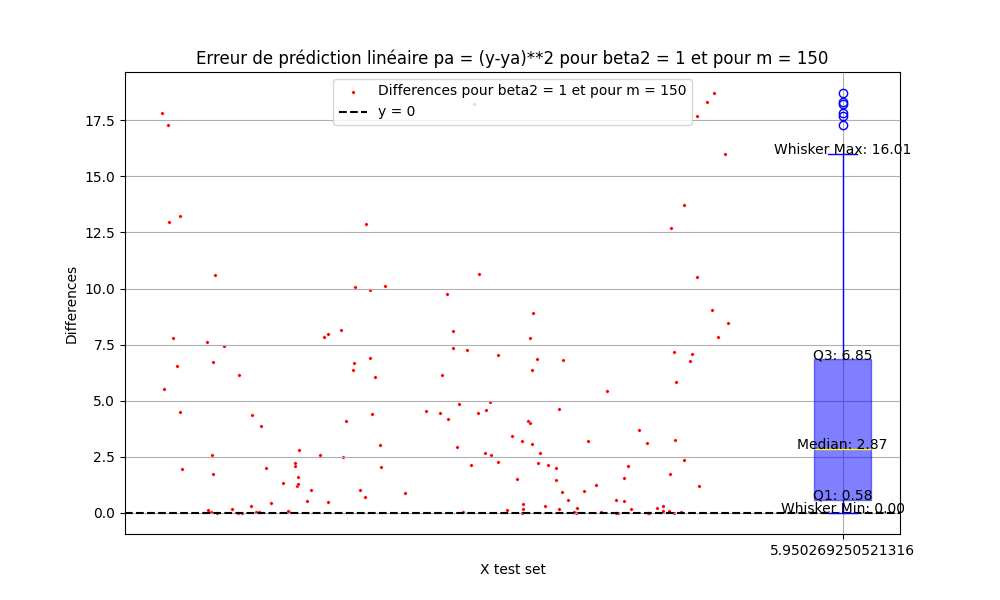 Erreur de prédiction linéaire pa = (y-ya)**2 pour beta2 = 1 et pour m = 150
Differences pour beta2 = 1 et pour m = 150
y = 0
17.5
Whisker Max: 16.01
15.0
12.5
10.0
Differences
7.5
Q3: 6.85
5.0
Median: 2.87
2.5
Q1: 0.58
Whisker Min: 0.00
0.0
5.950269250521316
X test set